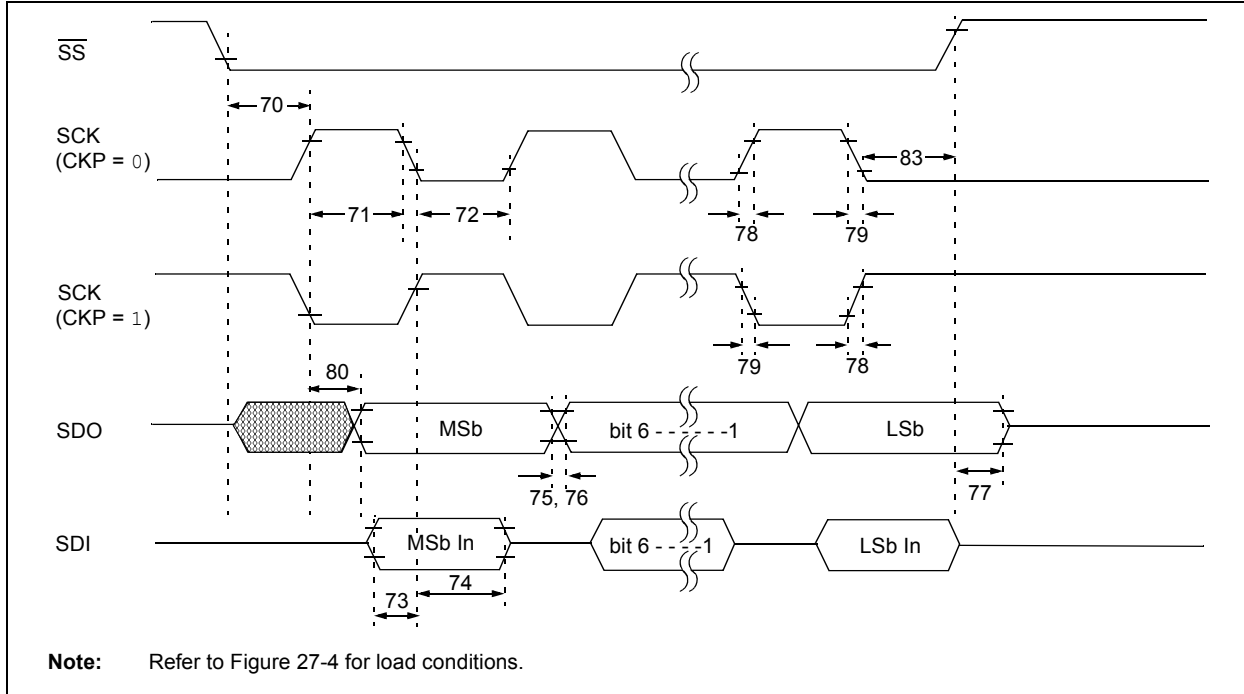 SS
70
SCK
(CKP = 0)
83
71
72
78
79
SCK
(CKP = 1)
79
78
80
SDO
MSb
bit 6 - - - - - -1
LSb
75, 76
77
SDI
MSb In
bit 6 - - - - -1
LSb In
74
73
Note: Refer to Figure 27-4 for load conditions.